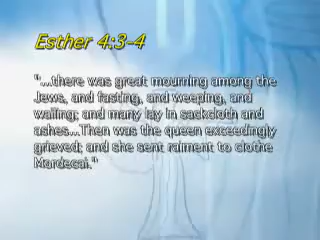 Esther 4:3-4
"...there was great mourning among the
Jews, and fasting, and weeping, and
wailing; and many lay in sackcloth and
ashes...Then was the queen exceedingly
grieved; and she sent raiment to clothe
Mordecai."